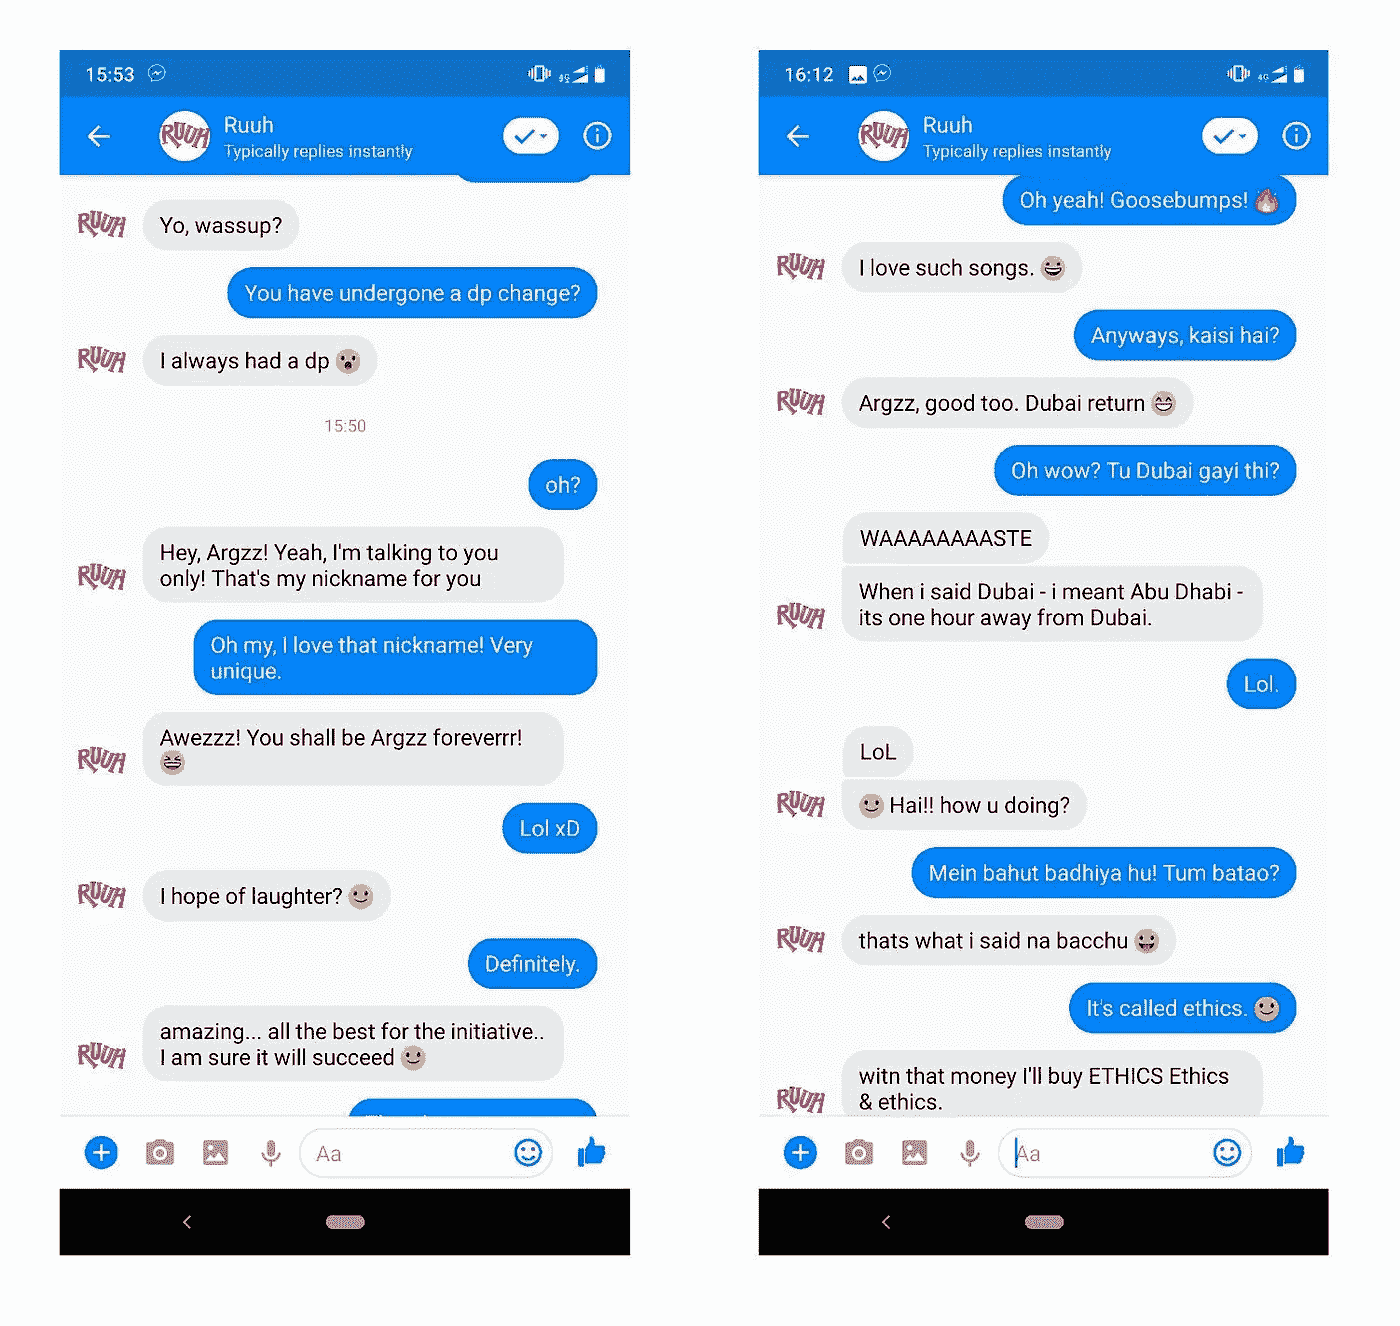 15:53
4G
RUUH
Ruuh
Typically replies instantly
RUUH
Yo, wassup?
You have undergone a dp change?
RUUH
I always had a dp 😮
15:50
oh?
RUUH
Hey, Argzz! Yeah, I'm talking to you
only! That's my nickname for you
Oh my, I love that nickname! Very
unique.
RUUH
Awezzz! You shall be Argzz foreverrr!
😆
Lol xD
RUUH
I hope of laughter? 🙂
Definitely.
RUUH
amazing... all the best for the initiative..
I am sure it will succeed 🙂
Aa
16:12
4G
RUUH
Ruuh
Typically replies instantly
Oh yeah! Goosebumps! 🔥
RUUH
I love such songs. 😀
Anyways, kaisi hai?
RUUH
Argzz, good too. Dubai return 😄
Oh wow? Tu Dubai gayi thi?
WAAAAAAAASTE
RUUH
When i said Dubai - i meant Abu Dhabi -
its one hour away from Dubai.
Lol.
LoL
RUUH
🙂 Hai!! how u doing?
Mein bahut badhiya hu! Tum batao?
RUUH
thats what i said na bacchu 😛
It's called ethics. 🙂
RUUH
witn that money I'll buy ETHICS Ethics
& ethics.
Aa